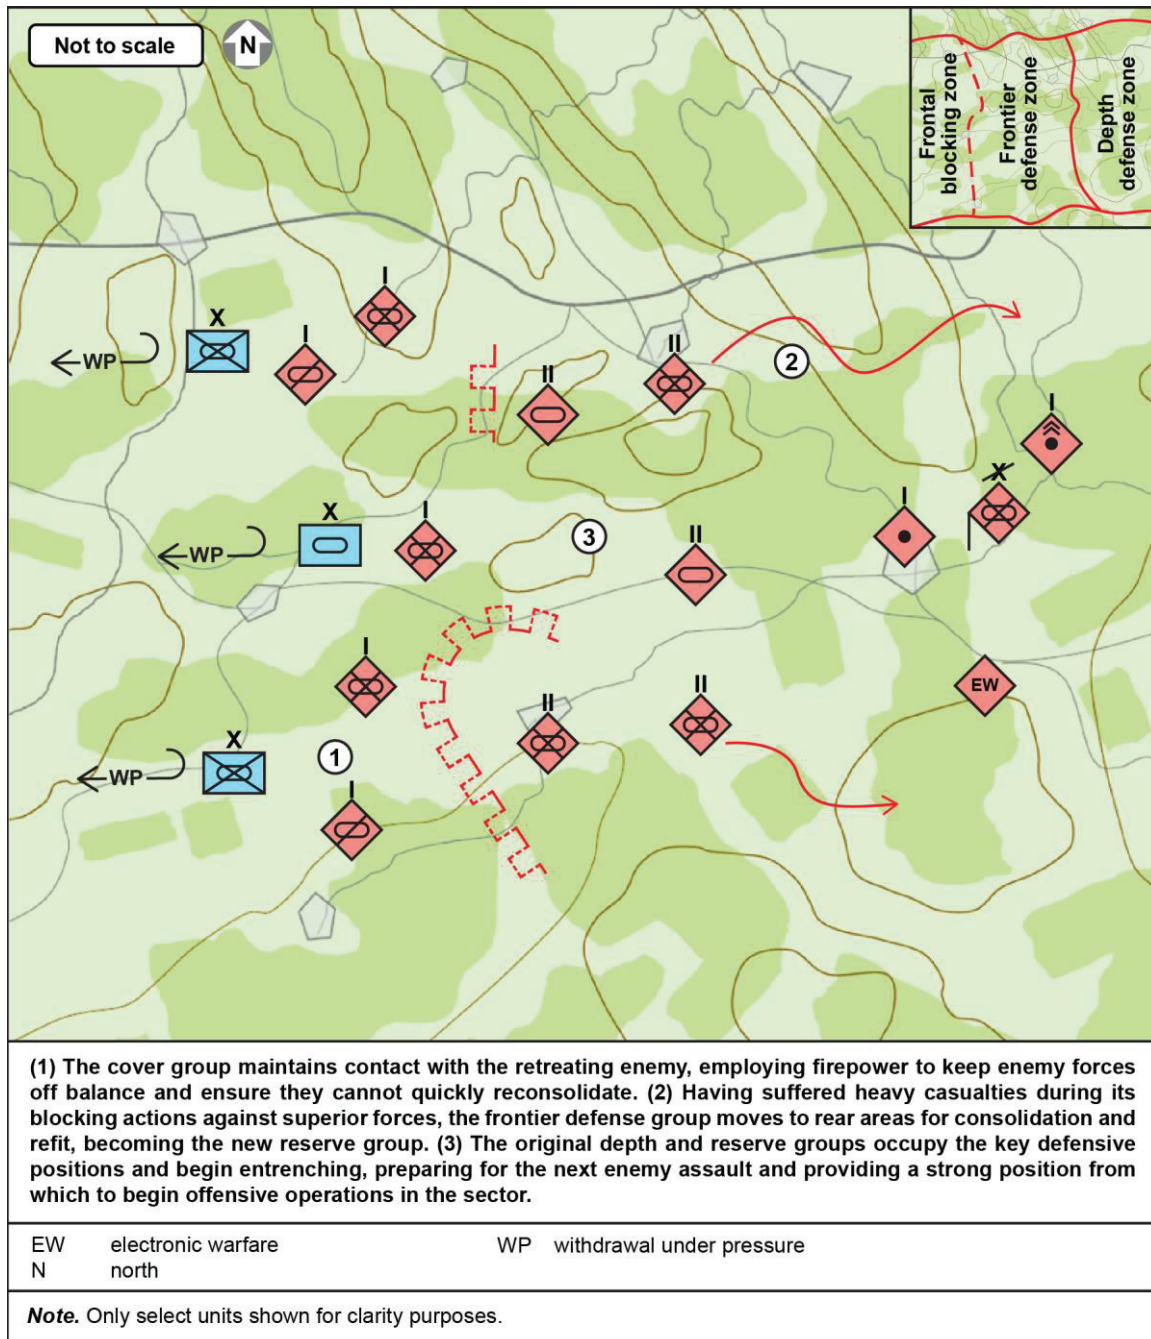 Not to scale
N
Frontal
blocking zone
Frontier
defense zone
Depth
defense zone
I
X
I
WP
II
II
2
I
X
I
X
I
II
3
WP
I
II
II
EW
X
1
I
WP
(1) The cover group maintains contact with the retreating enemy, employing firepower to keep enemy forces
off balance and ensure they cannot quickly reconsolidate. (2) Having suffered heavy casualties during its
blocking actions against superior forces, the frontier defense group moves to rear areas for consolidation and
refit, becoming the new reserve group. (3) The original depth and reserve groups occupy the key defensive
positions and begin entrenching, preparing for the next enemy assault and providing a strong position from
which to begin offensive operations in the sector.
EW electronic warfare WP withdrawal under pressure
N north
Note. Only select units shown for clarity purposes.